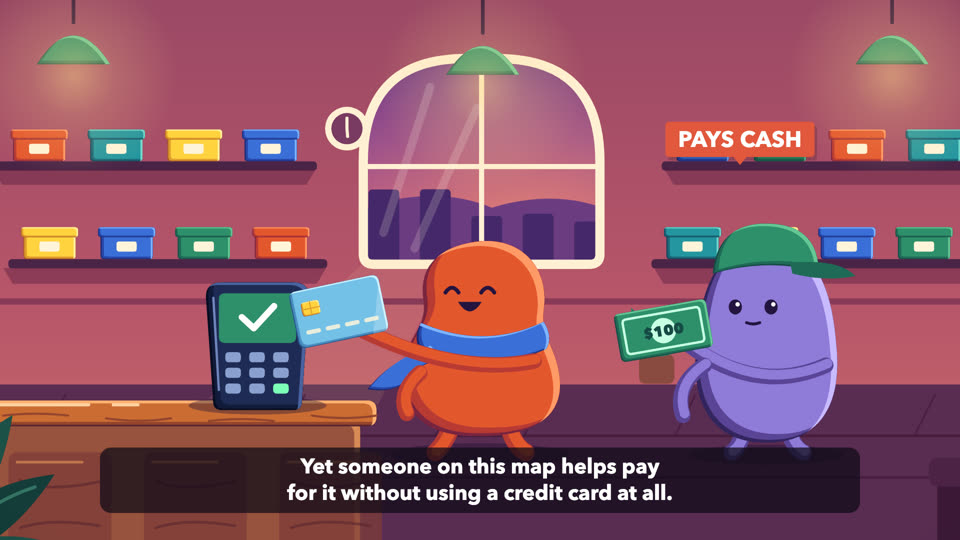 PAYS CASH
$100
Yet someone on this map helps pay
for it without using a credit card at all.